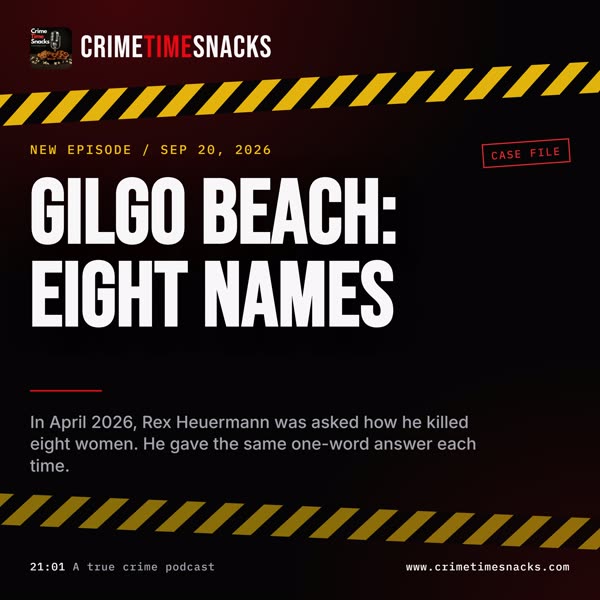 Crime
Time
Snacks
CRIMETIMESNACKS
NEW EPISODE / SEP 20, 2026
CASE FILE
GILGO BEACH:
EIGHT NAMES
In April 2026, Rex Heuermann was asked how he killed
eight women. He gave the same one-word answer each
time.
21:01 A true crime podcast
www.crimetimesnacks.com